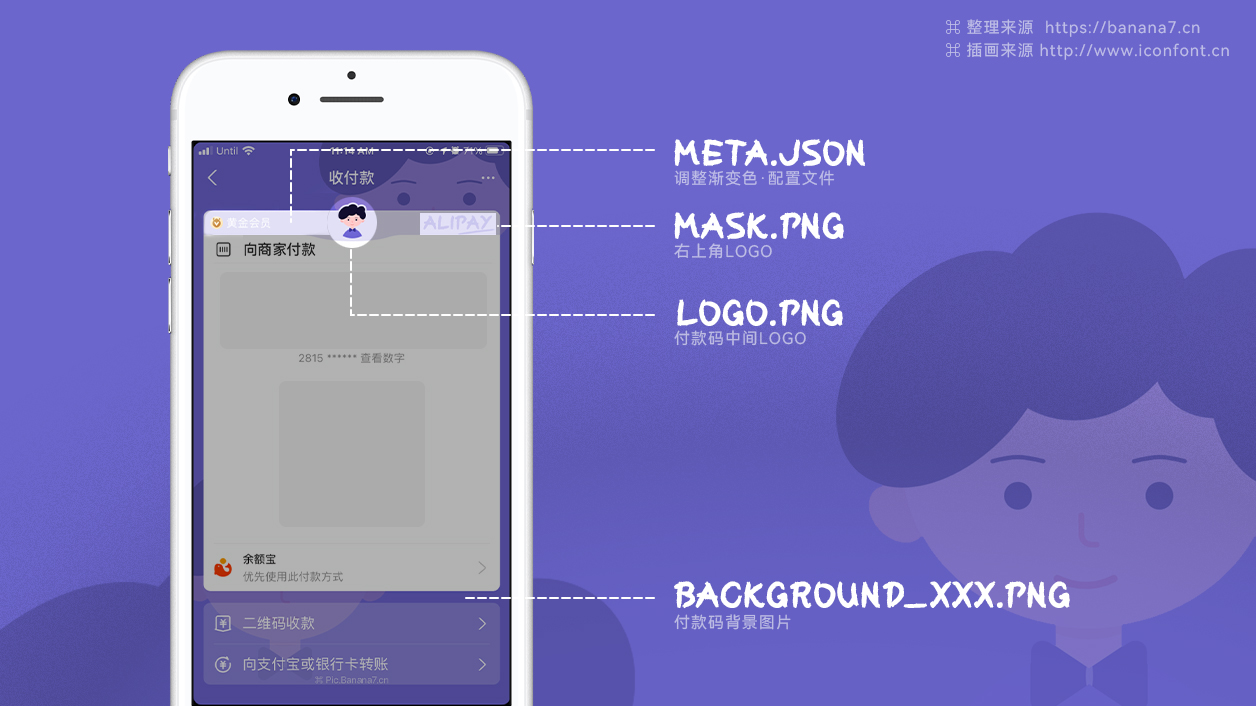 ⌘ 整理来源 https://banana7.cn
⌘ 插画来源 http://www.iconfont.cn
Until 11:14 AM 71%
收付款
META.JSON
调整渐变色·配置文件
黄金会员
ALIPAY
MASK.PNG
右上角LOGO
向商家付款
LOGO.PNG
付款码中间LOGO
2815 ****** 查看数字
余额宝
优先使用此付款方式
BACKGROUND_XXX.PNG
付款码背景图片
二维码收款
向支付宝或银行卡转账
⌘ Pic.Banana7.cn